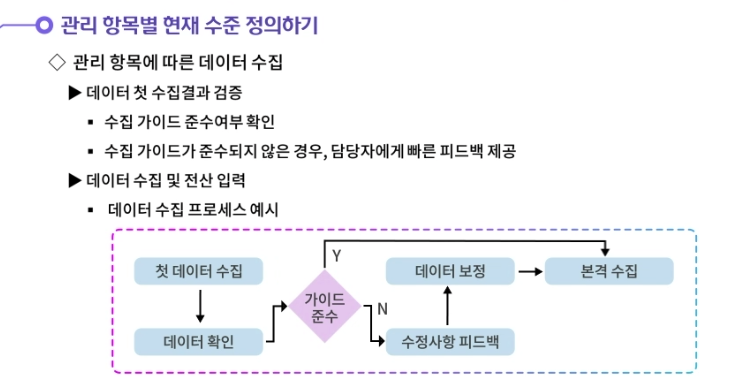 관리 항목별 현재 수준 정의하기
◇ 관리 항목에 따른 데이터 수집
▶ 데이터 첫 수집결과 검증
▪ 수집 가이드 준수여부 확인
▪ 수집 가이드가 준수되지 않은 경우, 담당자에게 빠른 피드백 제공
▶ 데이터 수집 및 전산 입력
▪ 데이터 수집 프로세스 예시
첫 데이터 수집
데이터 확인
가이드
준수
Y
N
수정사항 피드백
데이터 보정
본격 수집